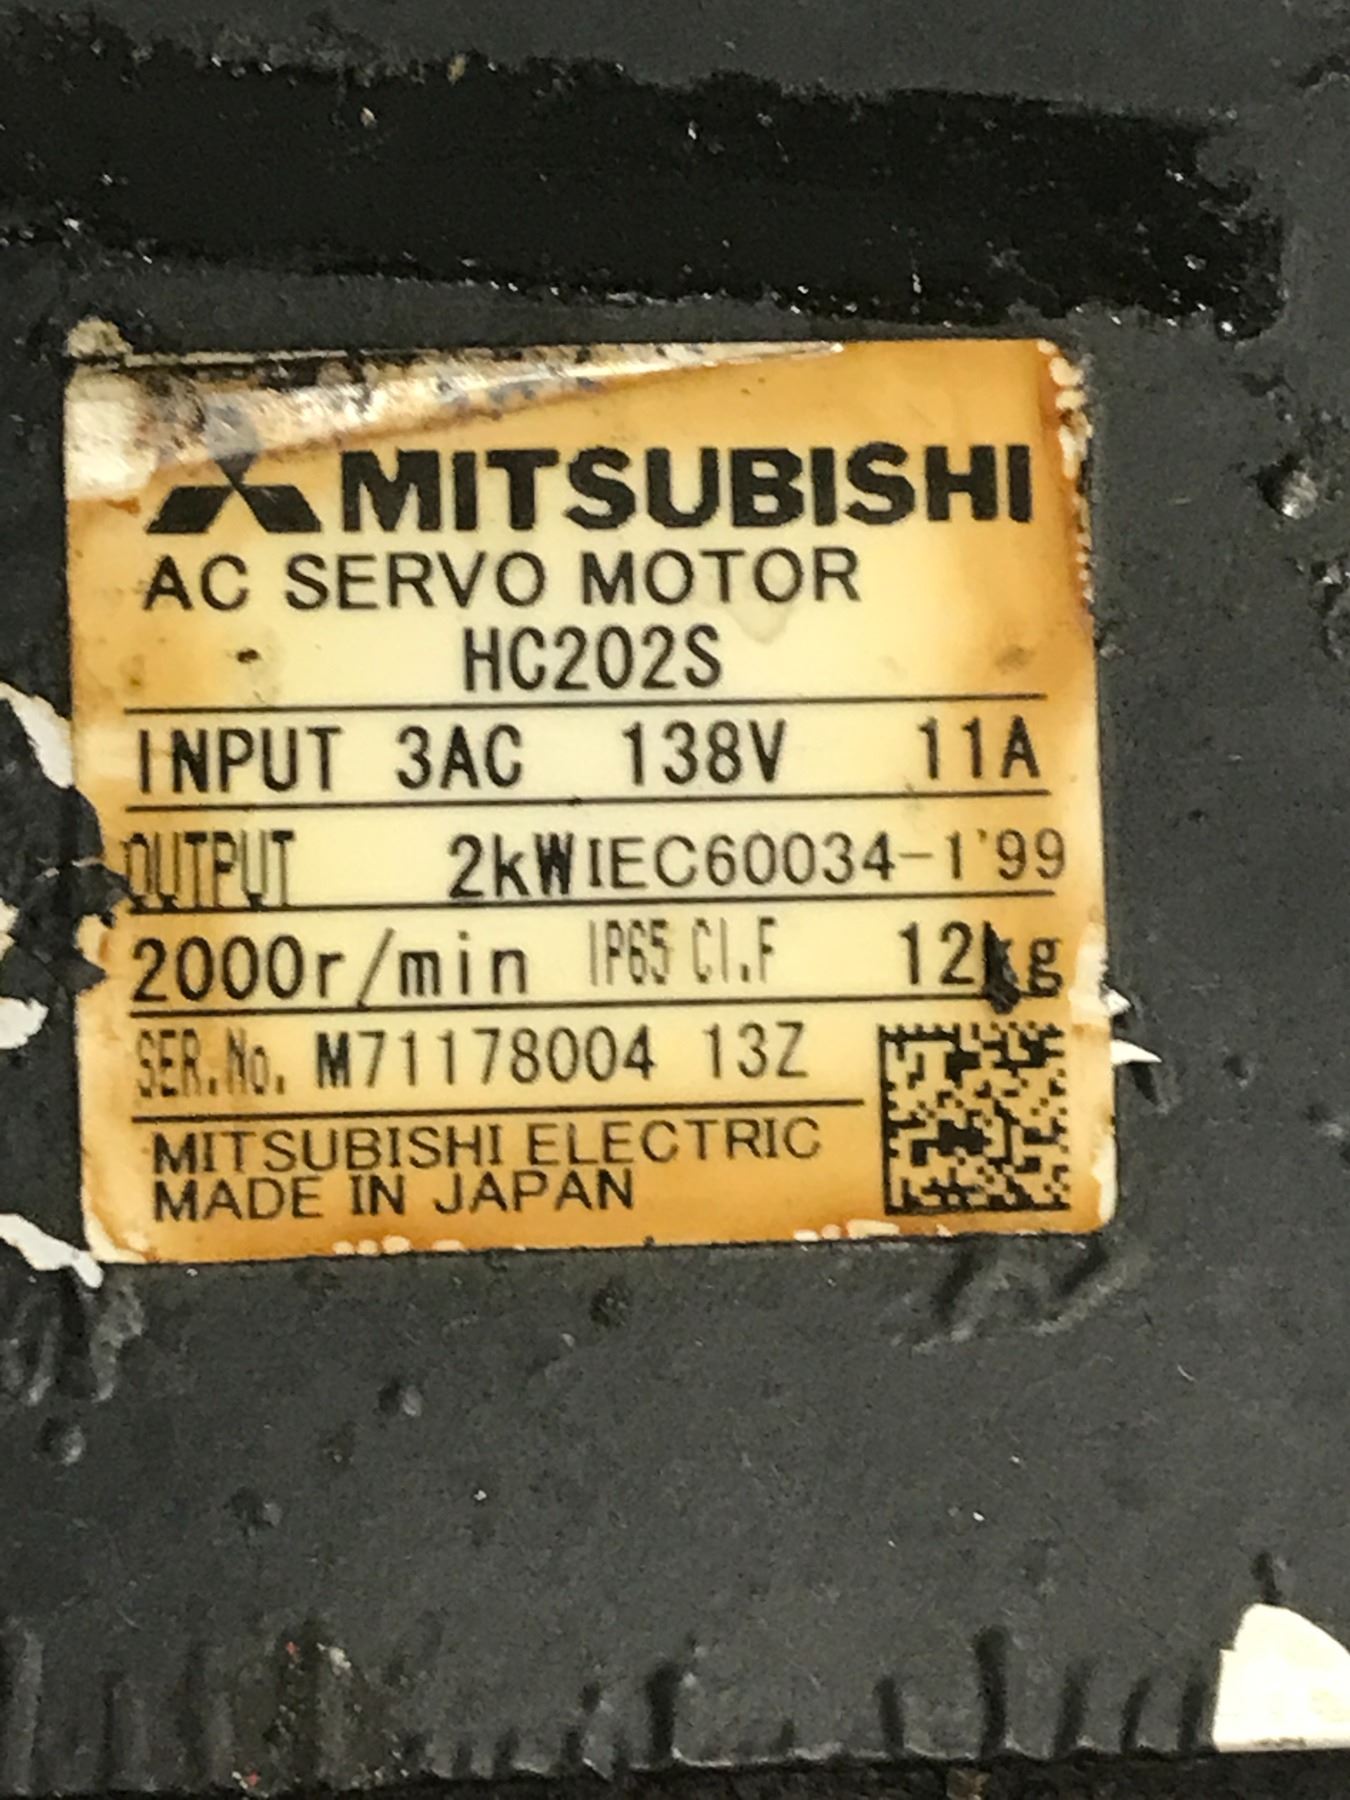 MITSUBISHI
AC SERVO MOTOR
HC202S
INPUT 3AC 138V 11A
OUTPUT 2kW IEC60034-1'99
2000r/min IP65 CI.F 12kg
SER.No. M71178004 13Z
MITSUBISHI ELECTRIC
MADE IN JAPAN